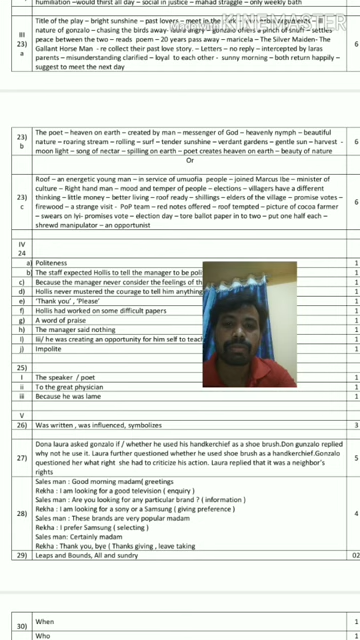 humiliation –would thirst all day – social in justice – mahad straggle – only weekly bath
III
23)
a
Title of the play – bright sunshine – past lovers – meet in the
nature of gonzalo – chasing the birds away- laura angry – gonzalo offers a pinch of snuff – settles
peace between the two – reads poem – 20 years pass away – maricela – The Silver Maiden-The
Gallant Horse Man - re collect their past love story. – Letters – no reply – intercepted by laras
parents – misunderstanding clarified – loyal to each other - sunny morning – both return happily –
suggest to meet the next day
6
Made with KINEMASTER
23)
b
The poet – heaven on earth – created by man – messenger of God – heavenly nymph – beautiful
nature – roaring stream – rolling – surf – tender sunshine – verdant gardens – gentle sun – harvest -
moon light – song of nectar – spilling on earth – poet creates heaven on earth – beauty of nature
6
Or
23)
c
Roof – an energetic young man – in service of umuofia people – joined Marcus Ibe – minister of
culture – Right hand man - mood and temper of people – elections – villagers have a different
thinking – little money – better living – roof ready – shillings – elders of the village – promise votes –
firewood – a strange visit - PoP team – red notes offered – roof tempted – picture of cocoa farmer
– swears on Iyi- promises vote – election day – tore ballot paper in to two – put one half each –
shrewd manipulator – an opportunist
6
IV
24
a) Politeness 1
b) The staff expected Hollis to tell the manager to be poli 1
c) Because the manager never consider the feelings of th 1
d) Hollis never mustered the courage to tell him anything 1
e) ‘Thank you’ , ‘Please’ 1
f) Hollis had worked on some difficult papers 1
g) A word of praise 1
h) The manager said nothing 1
I) Iii/ he was creating an opportunity for him self to teach 1
j) Impolite 1
25)
I The speaker / poet 1
ii To the great physician 1
iii Because he was lame 1
V
26) Was written , was influenced, symbolizes 3
27)
Dona laura asked gonzalo if / whether he used his handkerchief as a shoe brush.Don gunzalo replied
why not he use it. Laura further questioned whether he used shoe brush as a handkerchief.Gonzalo
questioned her what right she had to criticize his action. Laura replied that it was a neighbor’s
rights
5
28)
Sales man : Good morning madam( greetings)
Rekha : I am looking for a good television ( enquiry )
Sales man : Are you looking for any particular brand ? ( information )
Rekha : I am looking for a sony or a Samsung ( giving preference )
Sales man : These brands are very popular madam
Rekha : I prefer Samsung ( selecting )
Sales man: Certainly madam
Rekha : Thank you, bye ( Thanks giving , leave taking
4
29) Leaps and Bounds, All and sundry 02
30) When 1
Who 1